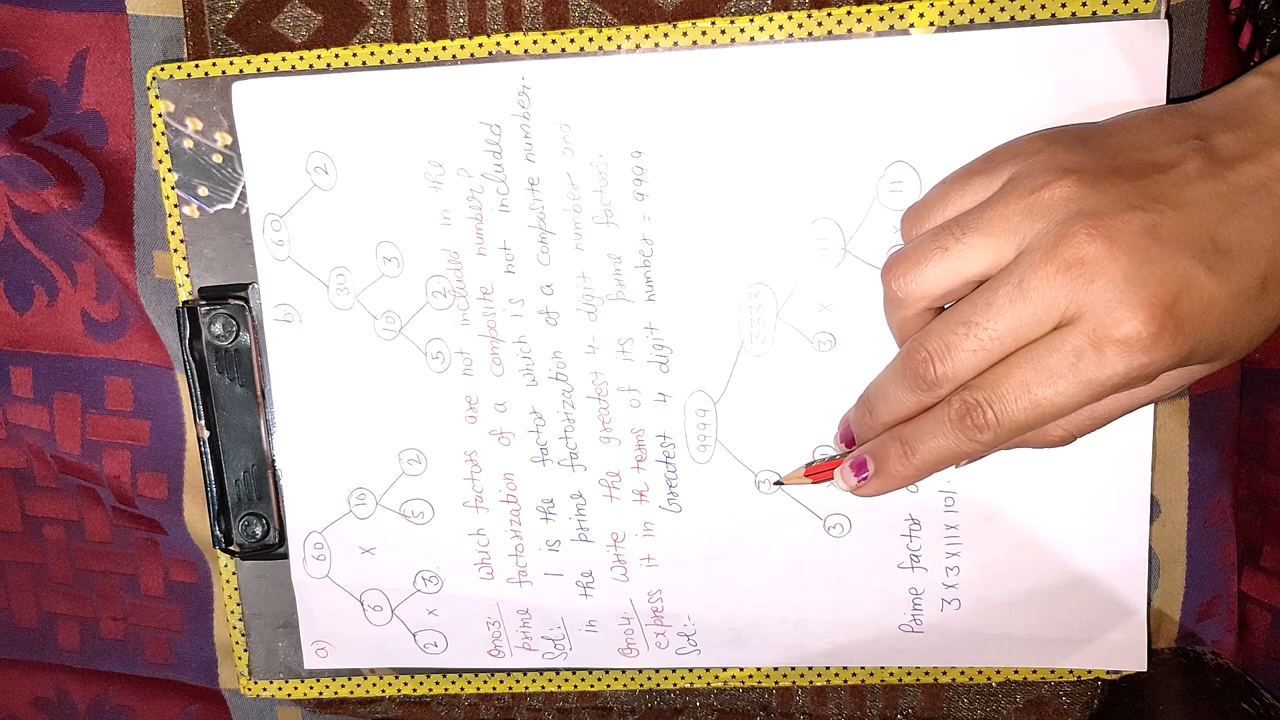 a)
60
6 x 10
2 x 3 5 2
b)
60
30 2
10 3
5 2
Qno3:- Which factors are not included in the
prime factorization of a composite number?
Sol:- 1 is the factor which is not included
in the prime factorization of a composite number.
Qno4:- Write the greatest 4-digit number and
express it in th terms of its prime factors.
Sol:- Greatest 4 digit number = 9999
9999
3 3333
3 3 x 11
Prime factor
3 x 3 x 11 x 101.